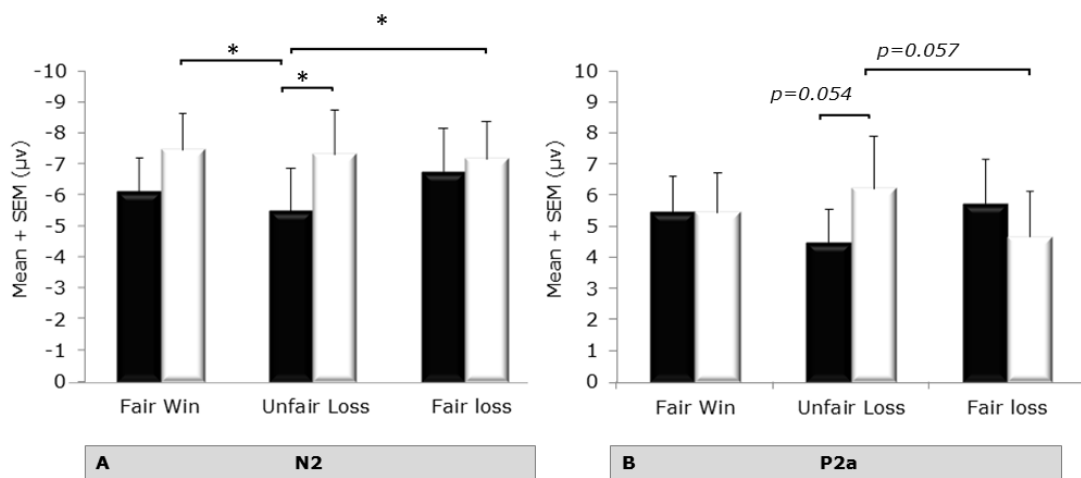 *
*
*
-10
-9
-8
-7
-6
-5
-4
-3
-2
-1
0
Mean + SEM (µv)
Fair Win
Unfair Loss
Fair loss
A
N2
p=0.057
p=0.054
10
9
8
7
6
5
4
3
2
1
0
Mean + SEM (µv)
Fair Win
Unfair Loss
Fair loss
B
P2a